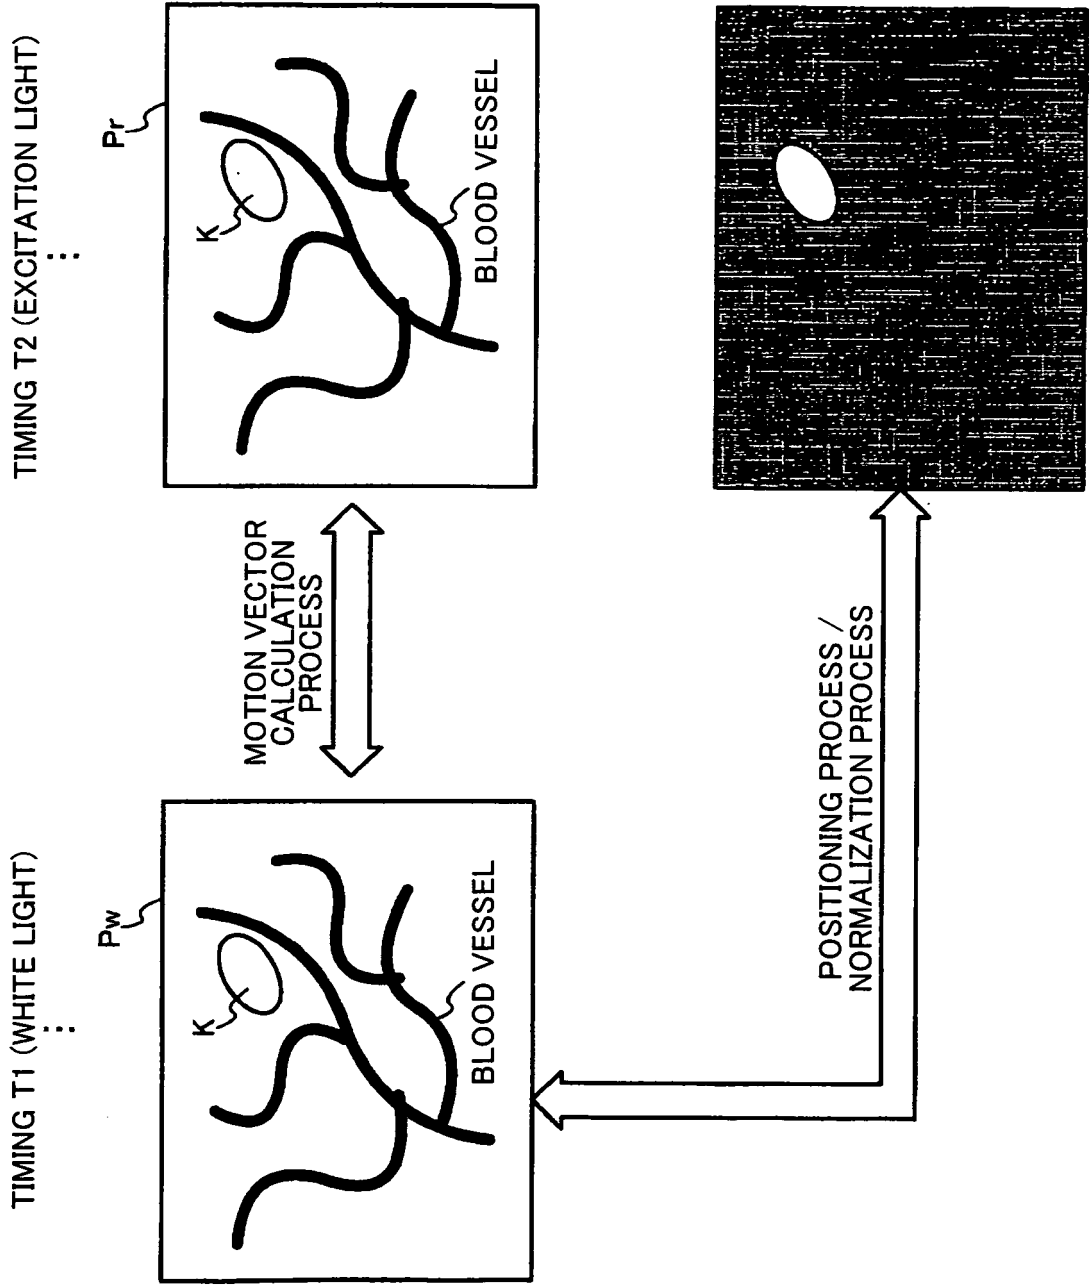 TIMING T1 (WHITE LIGHT)
⋮
Pw
K
BLOOD VESSEL
MOTION VECTOR
CALCULATION
PROCESS
TIMING T2 (EXCITATION LIGHT)
⋮
Pr
K
BLOOD VESSEL
POSITIONING PROCESS /
NORMALIZATION PROCESS